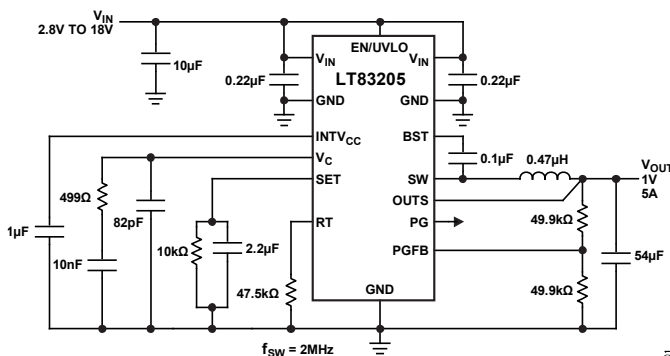 VIN
2.8V TO 18V
10µF
0.22µF
EN/UVLO
VIN
LT83205
VIN
0.22µF
GND
GND
INTVCC
BST
VC
0.1µF
0.47µH
SET
SW
VOUT
1V
5A
OUTS
499Ω
82pF
RT
PG
49.9kΩ
1µF
10kΩ
2.2µF
PGFB
54µF
10nF
47.5kΩ
49.9kΩ
GND
fSW = 2MHz